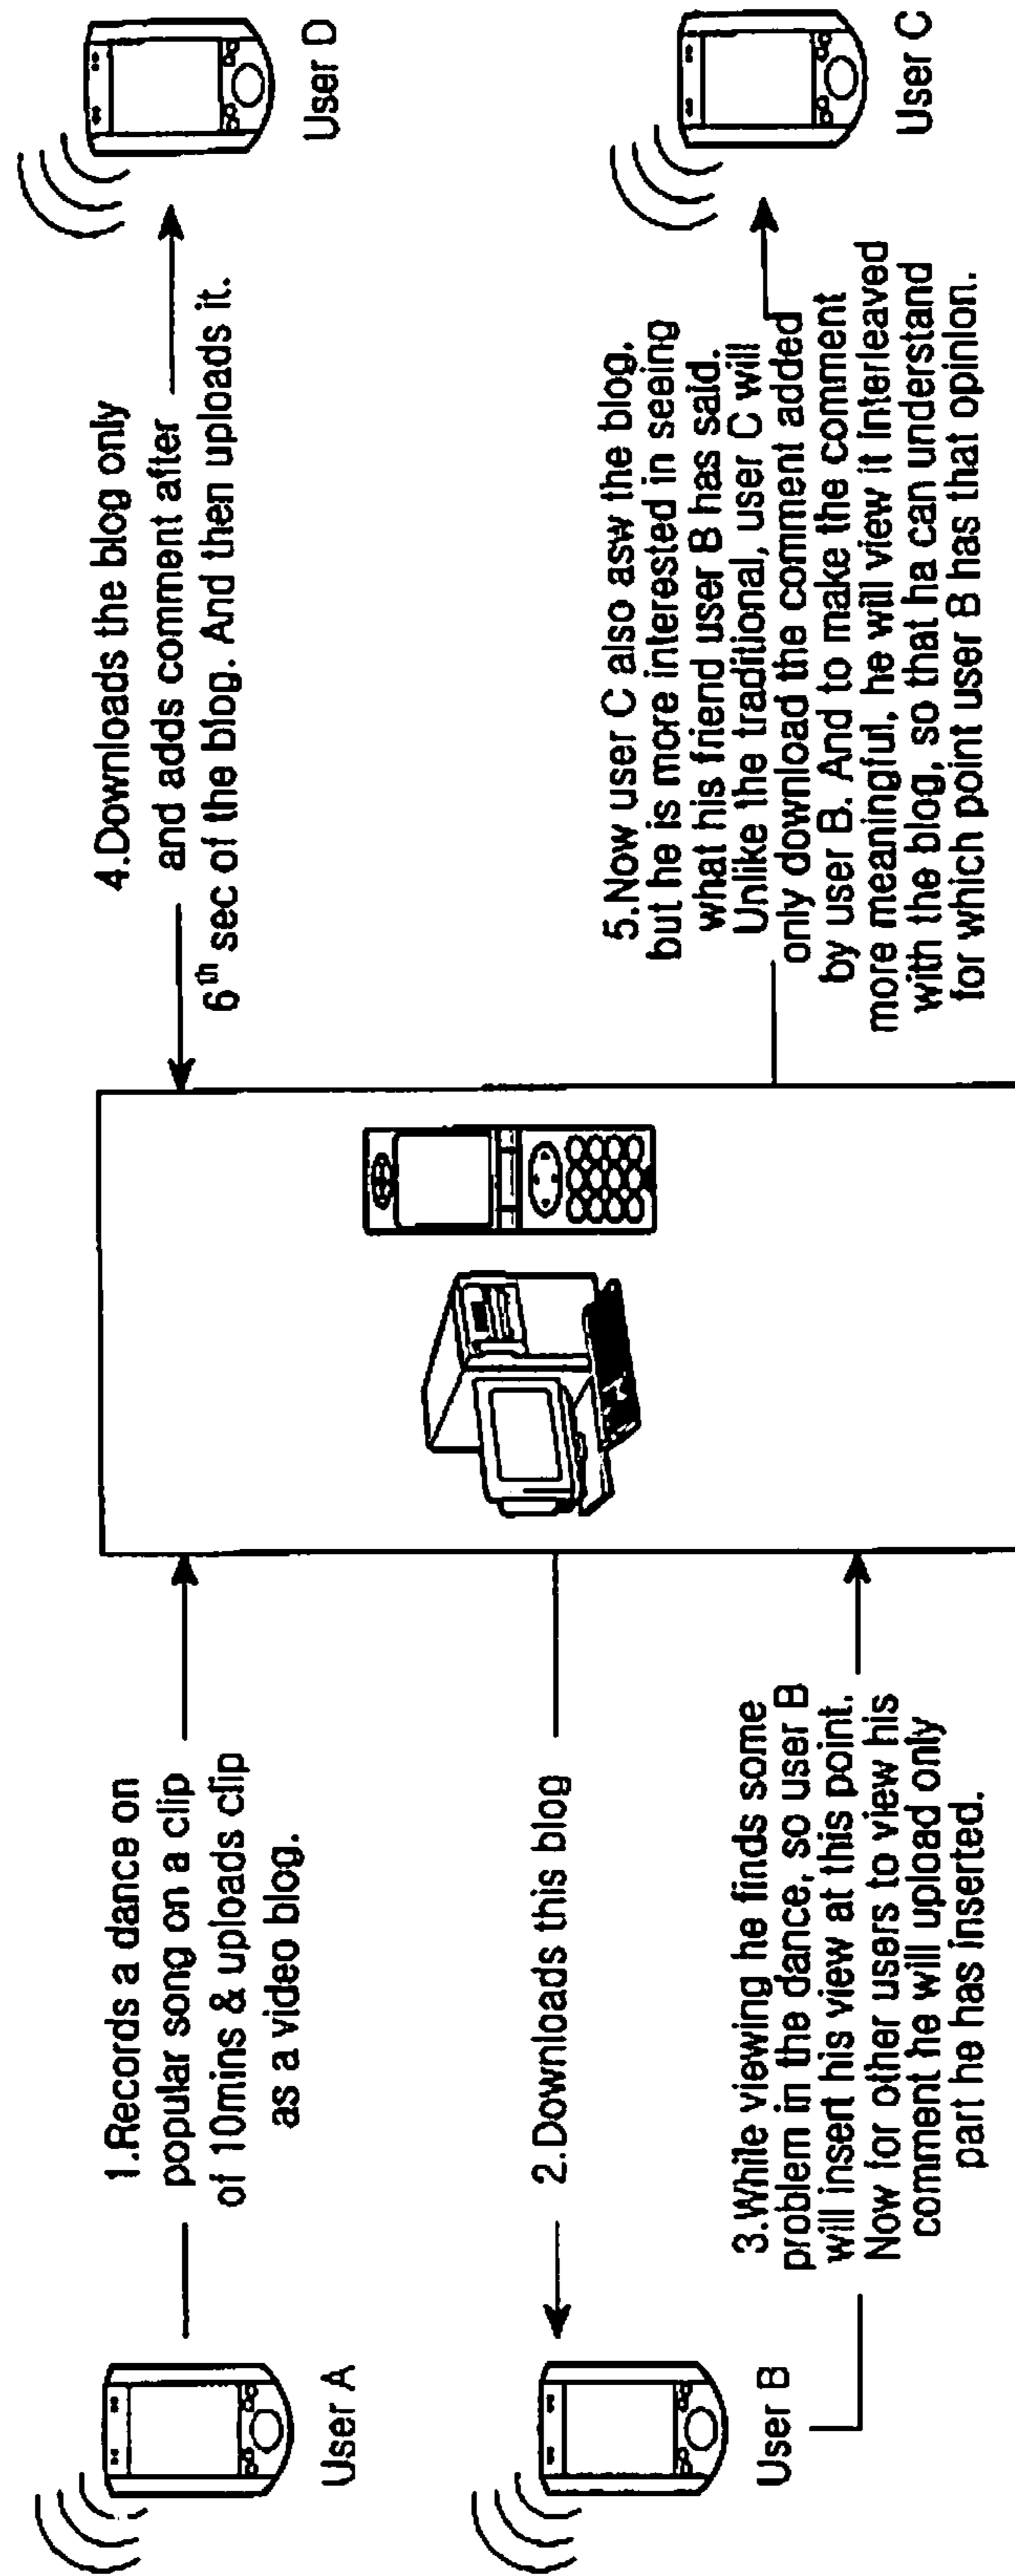 1.Records a dance on
popular song on a clip
of 10mins & uploads clip
as a video blog.
User A
2.Downloads this blog
User B
3.While viewing he finds some
problem in the dance, so user B
will insert his view at this point.
Now for other users to view his
comment he will upload only
part he has inserted.
4.Downloads the blog only
and adds comment after
6th sec of the blog. And then uploads it.
User D
5.Now user C also asw the blog,
but he is more interested in seeing
what his friend user B has said.
Unlike the traditional, user C will
only download the comment added
by user B. And to make the comment
more meaningful, he will view it interleaved
with the blog, so that ha can understand
for which point user B has that opinion.
User C